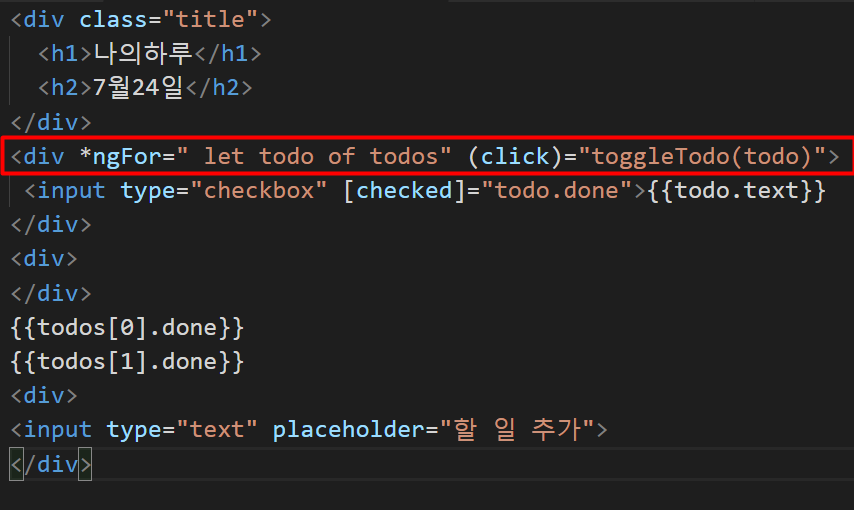 <div class="title">
<h1>나의하루</h1>
<h2>7월24일</h2>
</div>
<div *ngFor=" let todo of todos" (click)="toggleTodo(todo)">
<input type="checkbox" [checked]="todo.done">{{todo.text}}
</div>
<div>
</div>
{{todos[0].done}}
{{todos[1].done}}
<div>
<input type="text" placeholder="할 일 추가">
</div>